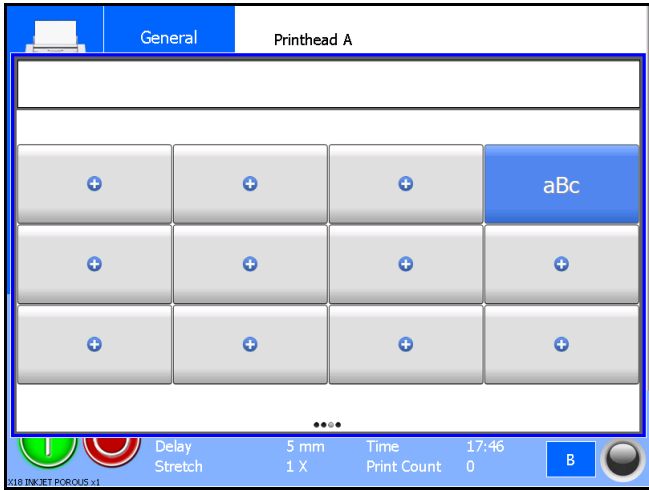 General
Printhead A
aBc
Delay 5 mm Time 17:46
Stretch 1 X Print Count 0
B
X18 INKJET POROUS x1